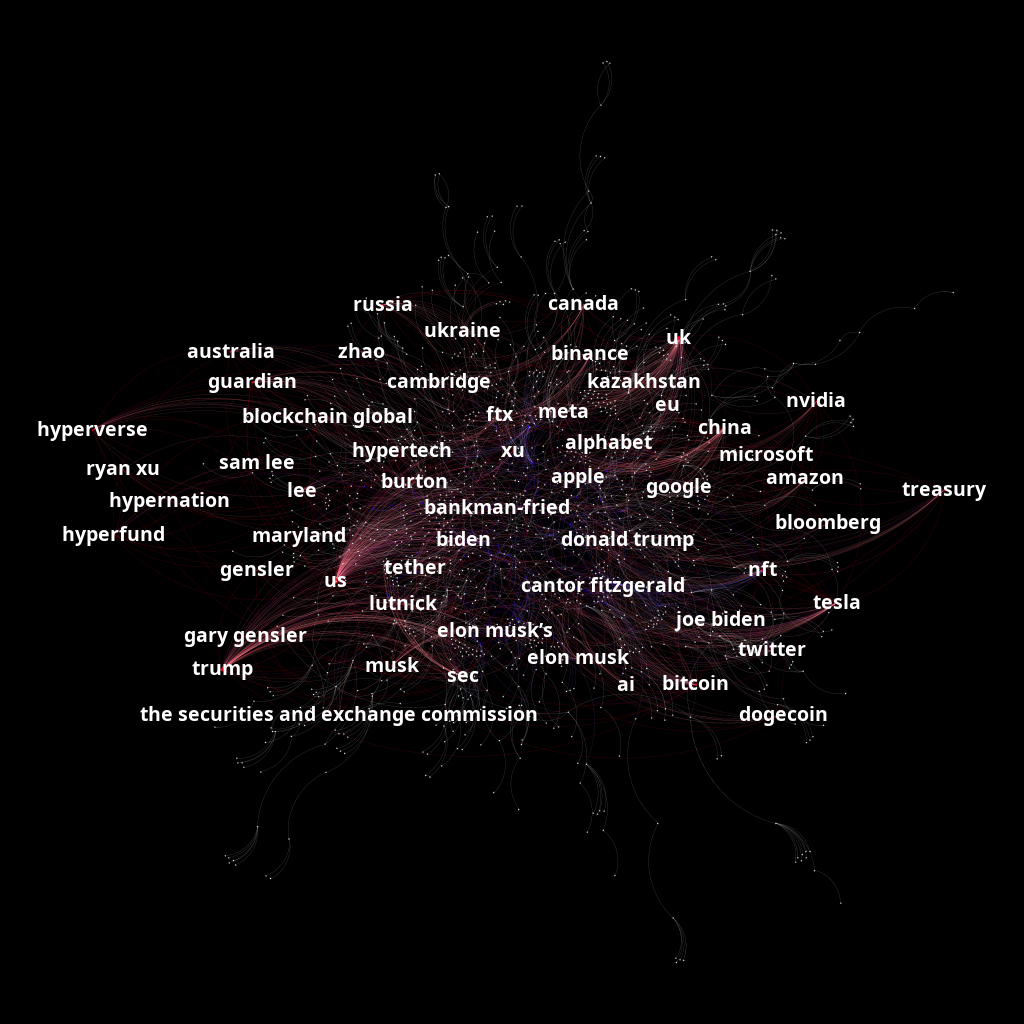 russia
canada
ukraine
uk
australia
zhao
binance
guardian
cambridge
kazakhstan
nvidia
eu
meta
ftx
blockchain global
hyperverse
china
alphabet
hypertech
xu
microsoft
sam lee
ryan xu
apple
amazon
burton
google
treasury
lee
hypernation
bankman-fried
bloomberg
hyperfund
maryland
biden
donald trump
tether
gensler
nft
us
cantor fitzgerald
lutnick
tesla
joe biden
elon musk's
gary gensler
twitter
elon musk
musk
trump
sec
ai
bitcoin
the securities and exchange commission
dogecoin